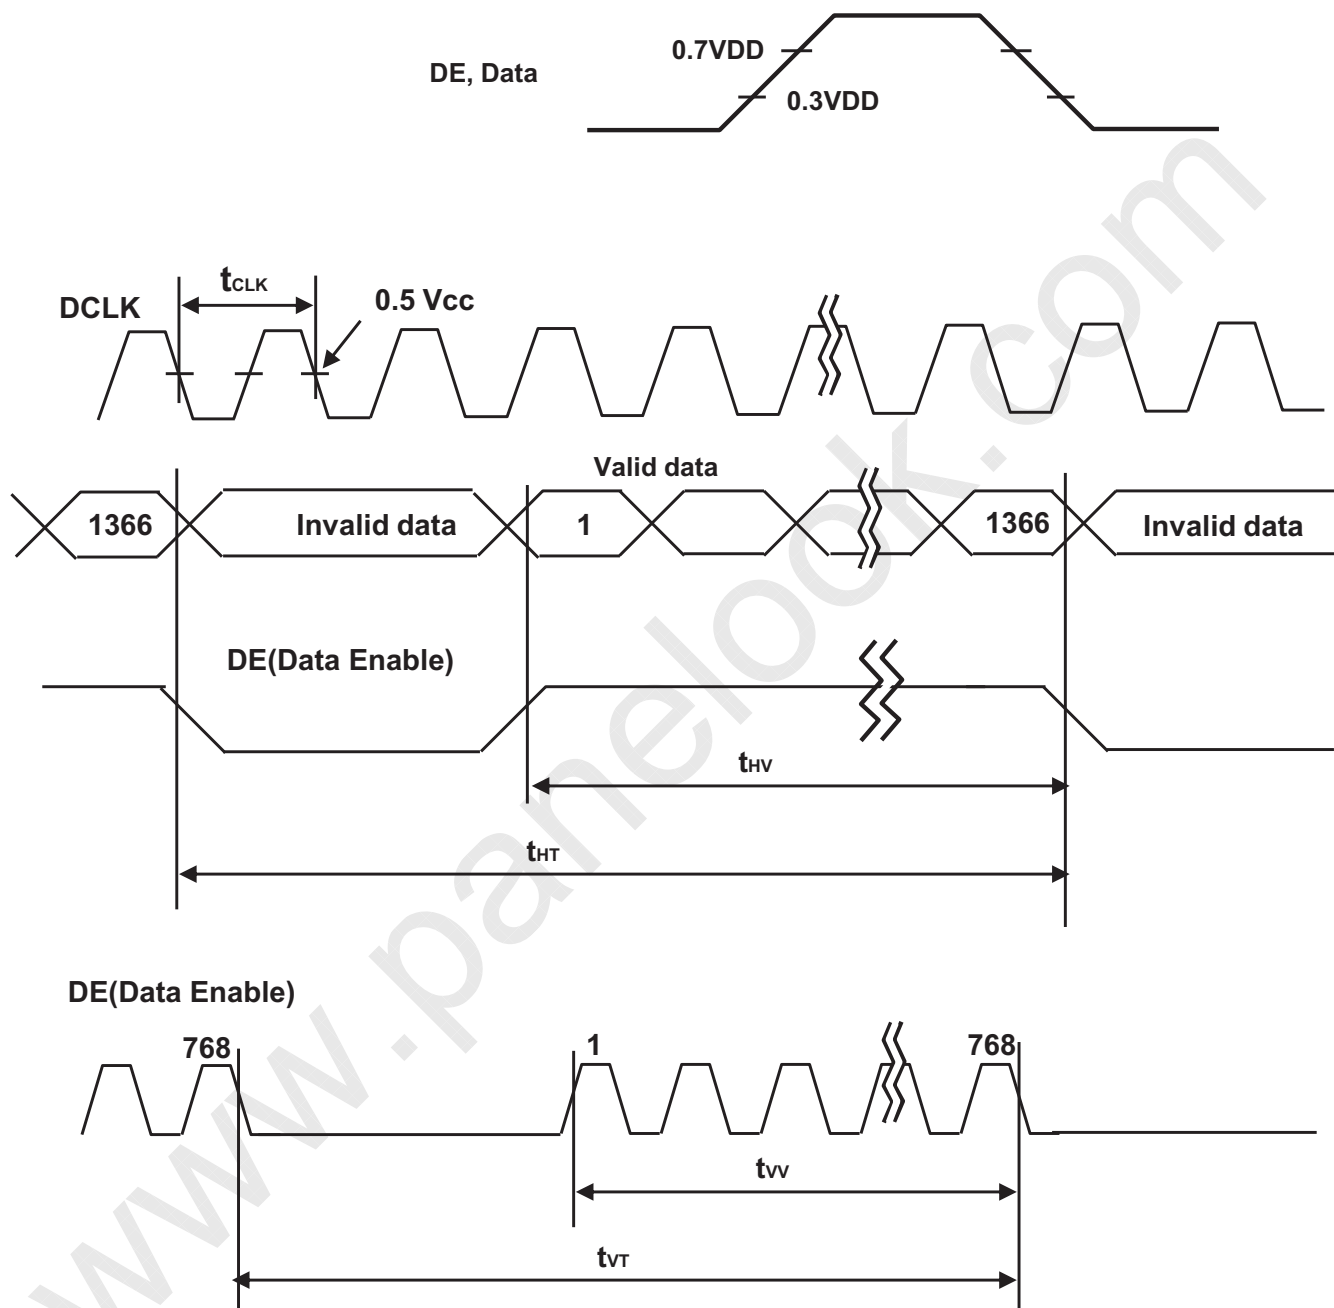 0.7VDD
DE, Data
0.3VDD
tCLK
DCLK
0.5 Vcc
Valid data
1366
Invalid data
1
1366
Invalid data
DE(Data Enable)
tHV
tHT
DE(Data Enable)
768
1
768
tVV
tVT
www.panelook.com